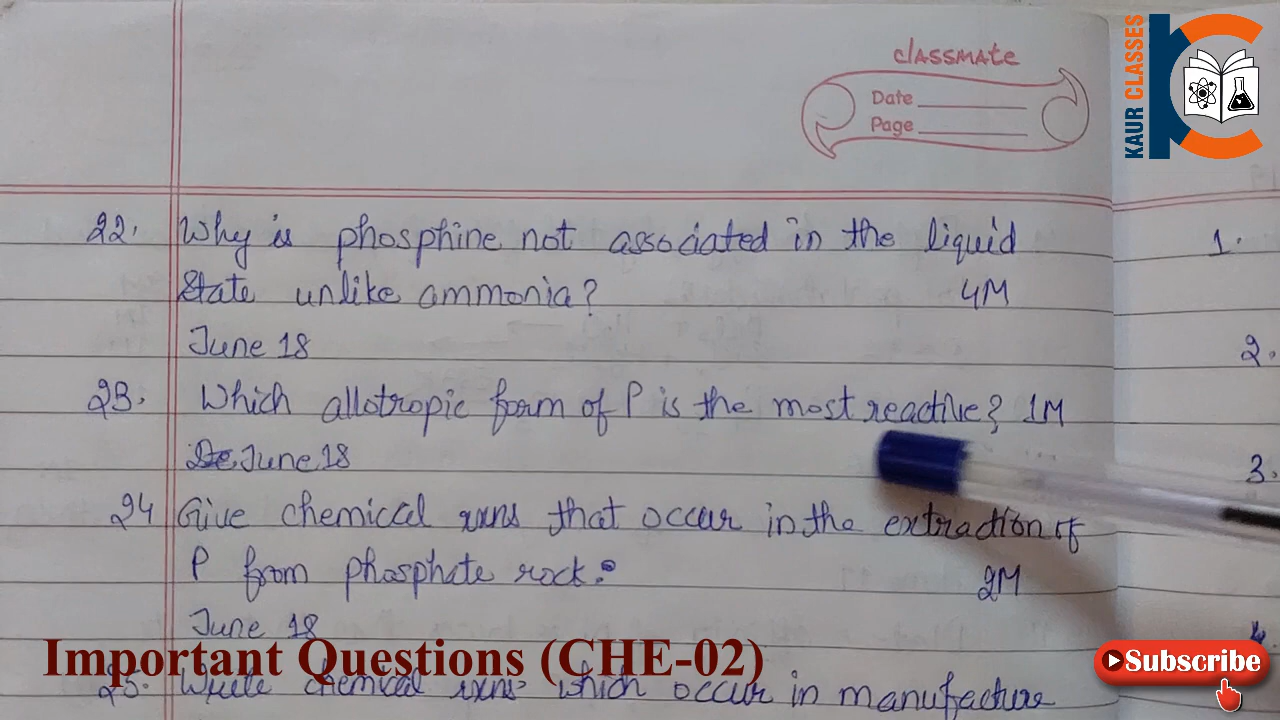 classmate
Date
Page
KAUR CLASSES
22. Why is phosphine not associated in the liquid
State unlike ammonia? 4M
June 18
23. Which allotropic form of P is the most reactive? 1M
June 18
24 Give chemical rxns that occur in the extraction of
P from phosphate rock.
2M
June 18
Important Questions (CHE-02)
25. Write chemical rxns which occur in manufacture
1.
2.
3.
4
Subscribe